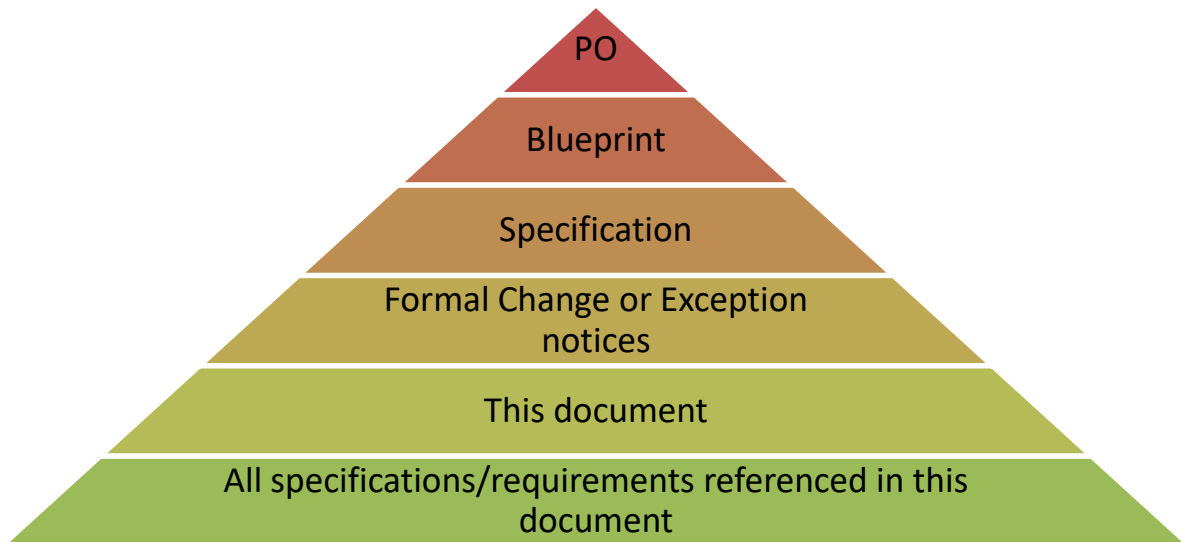 PO
Blueprint
Specification
Formal Change or Exception
notices
This document
All specifications/requirements referenced in this
document